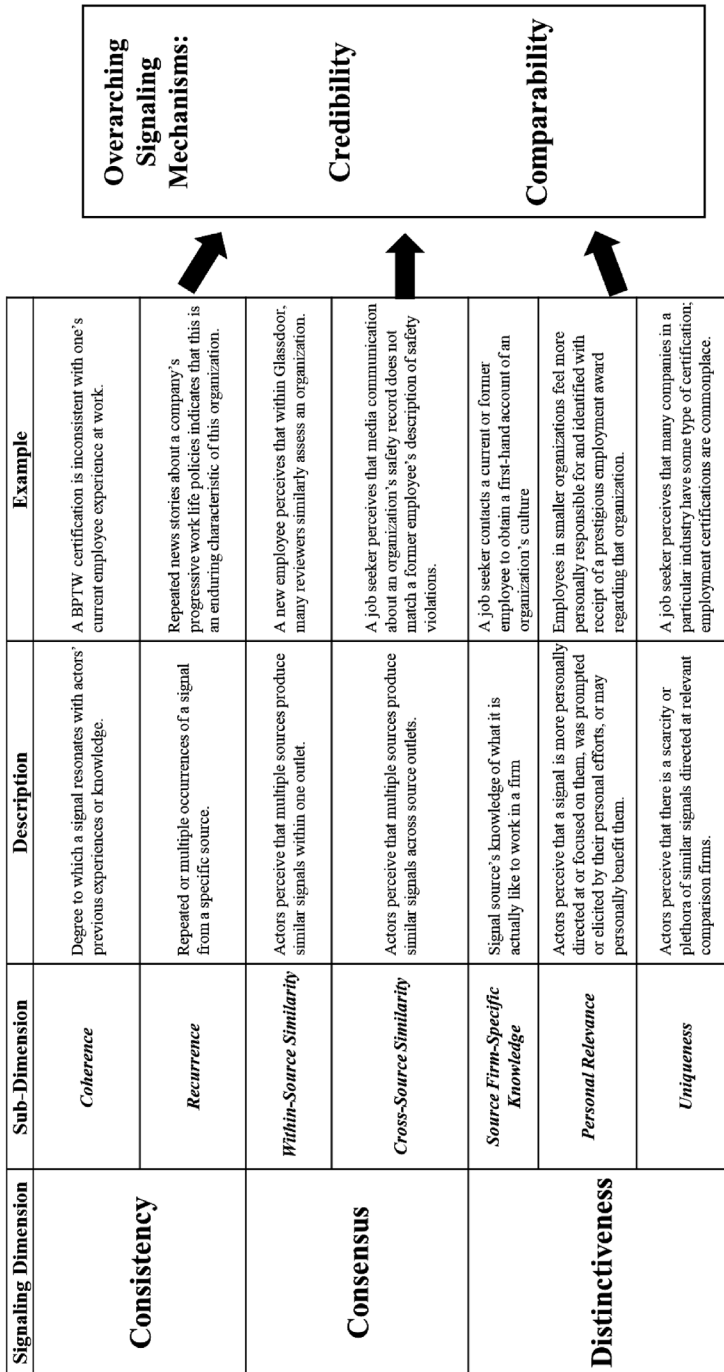 Signaling Dimension
Sub-Dimension
Description
Example
Consistency
Coherence
Degree to which a signal resonates with actors'
previous experiences or knowledge.
A BPTW certification is inconsistent with one's
current employee experience at work.
Recurrence
Repeated or multiple occurrences of a signal
from a specific source.
Repeated news stories about a company's
progressive work life policies indicates that this is
an enduring characteristic of this organization.
Consensus
Within-Source Similarity
Actors perceive that multiple sources produce
similar signals within one outlet.
A new employee perceives that within Glassdoor,
many reviewers similarly assess an organization.
Cross-Source Similarity
Actors perceive that multiple sources produce
similar signals across source outlets.
A job seeker perceives that media communication
about an organization's safety record does not
match a former employee's description of safety
violations.
Distinctiveness
Source Firm-Specific
Knowledge
Signal source's knowledge of what it is
actually like to work in a firm
A job seeker contacts a current or former
employee to obtain a first-hand account of an
organization's culture
Personal Relevance
Actors perceive that a signal is more personally
directed at or focused on them, was prompted
or elicited by their personal efforts, or may
personally benefit them.
Employees in smaller organizations feel more
personally responsible for and identified with
receipt of a prestigious employment award
regarding that organization.
Uniqueness
Actors perceive that there is a scarcity or
plethora of similar signals directed at relevant
comparison firms.
A job seeker perceives that many companies in a
particular industry have some type of certification;
employment certifications are commonplace.
Overarching
Signaling
Mechanisms:
Credibility
Comparability